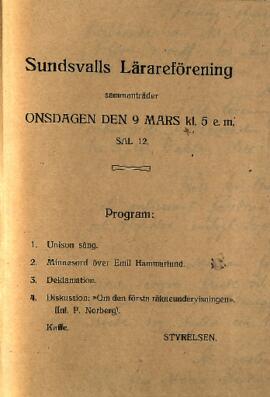 Sundsvalls Lärareförening
sammanträder
ONSDAGEN DEN 9 MARS kl. 5 e. m.
SAL 12.
Program:
1. Unison sång.
2. Minnesord över Emil Hammarlund.
3. Deklamation.
4. Diskussion: »Om den första räkneundervisningen».
(Inl. P. Norberg).
Kaffe.
STYRELSEN.